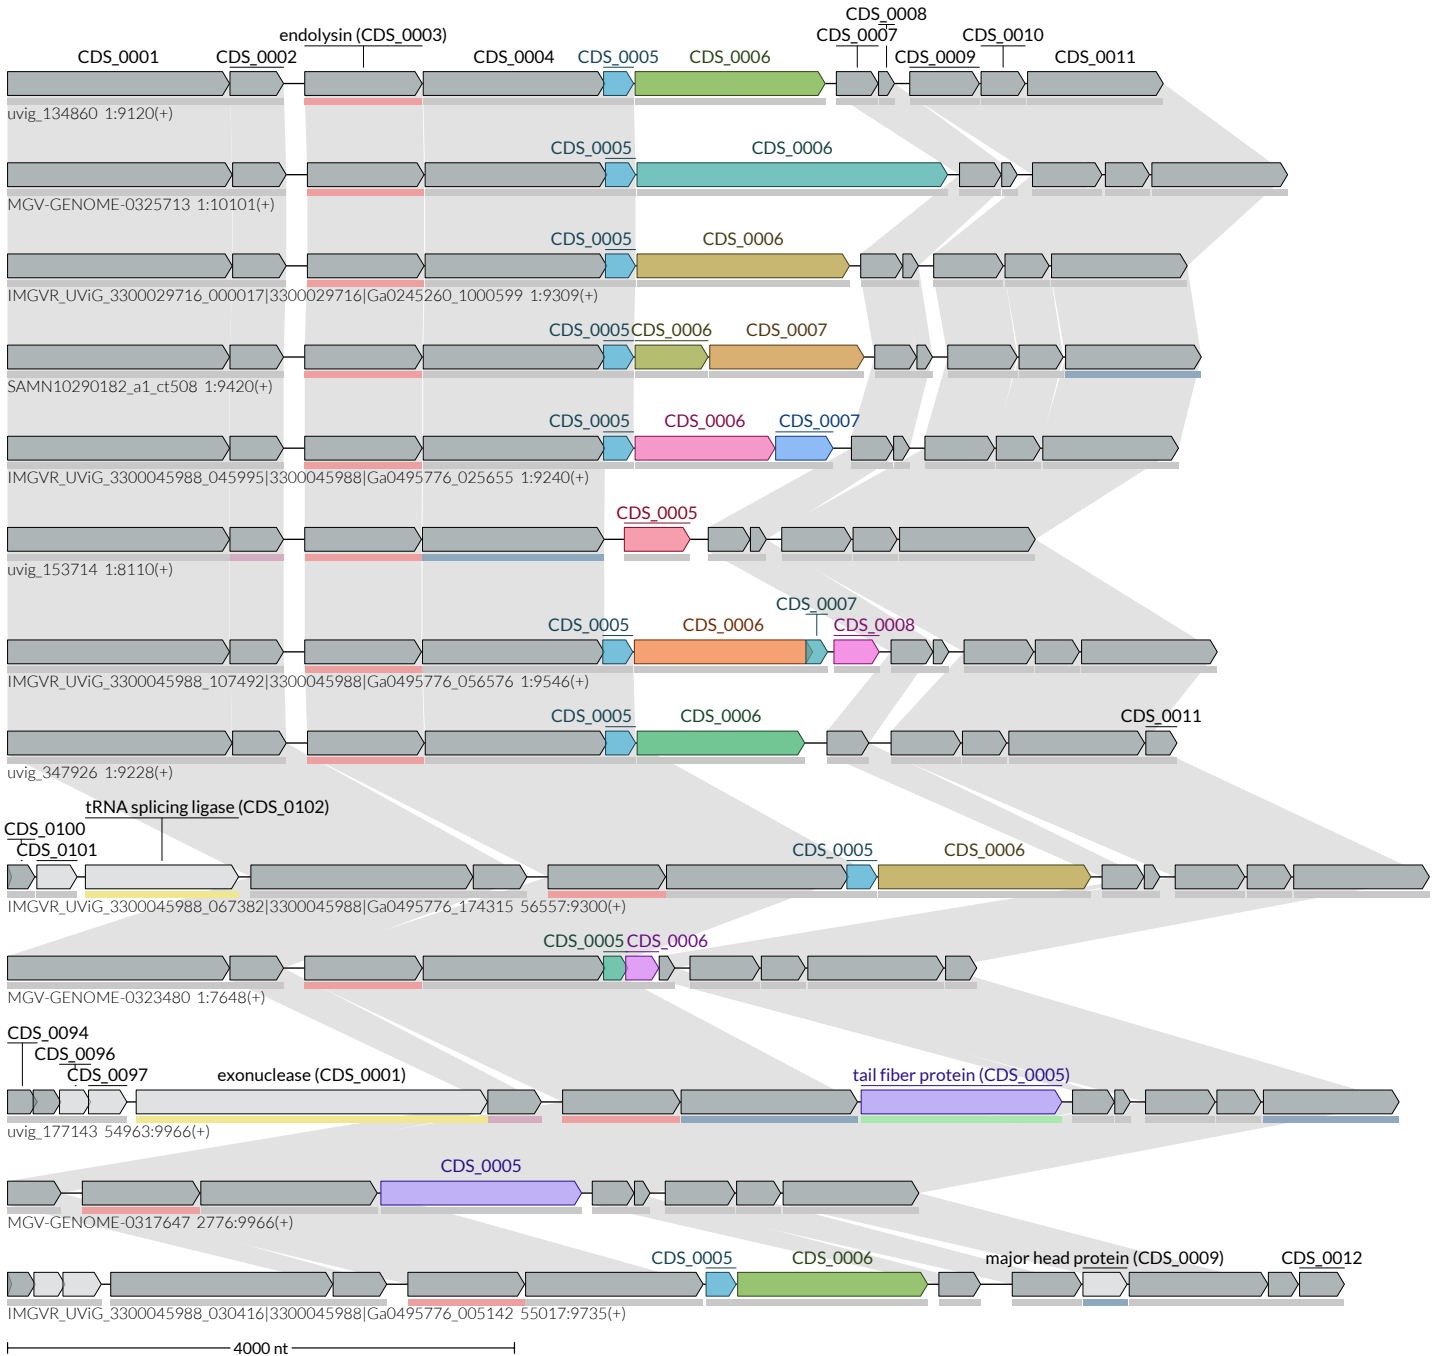 CDS_0008
endolysin (CDS_0003) CDS_0007 CDS_0010
CDS_0001 CDS_0002 CDS_0004 CDS_0005 CDS_0006 CDS_0009 CDS_0011
uvig_134860 1:9120(+)
CDS_0005 CDS_0006
MGV-GENOME-0325713 1:10101(+)
CDS_0005 CDS_0006
IMGVR_UViG_3300029716_000017|3300029716|Ga0245260_1000599 1:9309(+)
CDS_0005 CDS_0006 CDS_0007
SAMN10290182_a1_ct508 1:9420(+)
CDS_0005 CDS_0006 CDS_0007
IMGVR_UViG_3300045988_045995|3300045988|Ga0495776_025655 1:9240(+)
CDS_0005
uvig_153714 1:8110(+)
CDS_0007
CDS_0005 CDS_0006 CDS_0008
IMGVR_UViG_3300045988_107492|3300045988|Ga0495776_056576 1:9546(+)
CDS_0005 CDS_0006 CDS_0011
uvig_347926 1:9228(+)
tRNA splicing ligase (CDS_0102)
CDS_0100
CDS_0101 CDS_0005 CDS_0006
IMGVR_UViG_3300045988_067382|3300045988|Ga0495776_174315 56557:9300(+)
CDS_0005 CDS_0006
MGV-GENOME-0323480 1:7648(+)
CDS_0094
CDS_0096
CDS_0097 exonuclease (CDS_0001) tail fiber protein (CDS_0005)
uvig_177143 54963:9966(+)
CDS_0005
MGV-GENOME-0317647 2776:9966(+)
CDS_0005 CDS_0006 major head protein (CDS_0009) CDS_0012
IMGVR_UViG_3300045988_030416|3300045988|Ga0495776_005142 55017:9735(+)
4000 nt